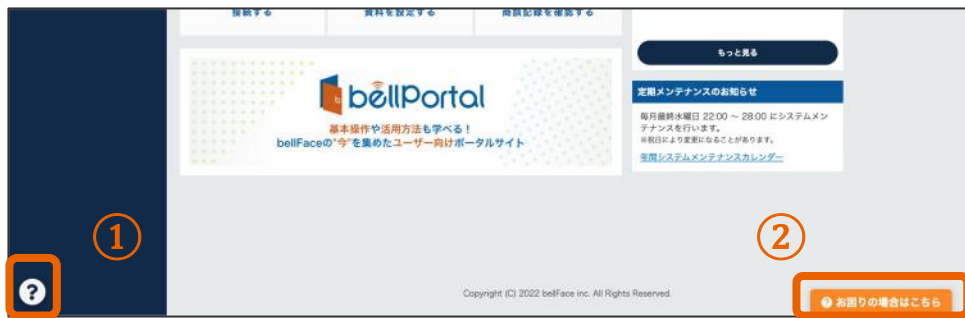 接続する
資料を設定する
商談記録を確認する
もっと見る
bellPortal
基本操作や活用方法も学べる!
bellFaceの"今"を集めたユーザー向けポータルサイト
定期メンテナンスのお知らせ
毎月最終水曜日 22:00 ~ 28:00 にシステムメン
テナンスを行います。
※祝日により変更になることがあります。
年間システムメンテナンスカレンダー
①
②
?
Copyright (C) 2022 bellFace inc. All Rights Reserved.
? お困りの場合はこちら